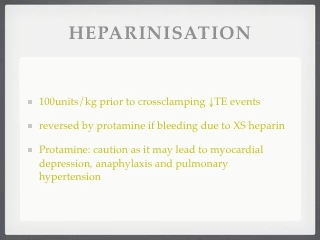 HEPARINISATION
100units/kg prior to crossclamping ↓TE events
reversed by protamine if bleeding due to XS heparin
Protamine: caution as it may lead to myocardial
depression, anaphylaxis and pulmonary
hypertension